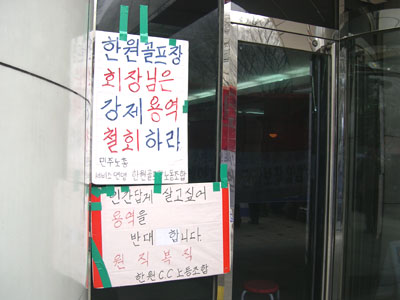 한원골프장
회장님은
강제 용역
철회하라
민주노총
서비스연맹 한원골프장노동조합
인간답게 살고싶어
용역을
반대 합니다.
원직복직
한원C.C노동조합